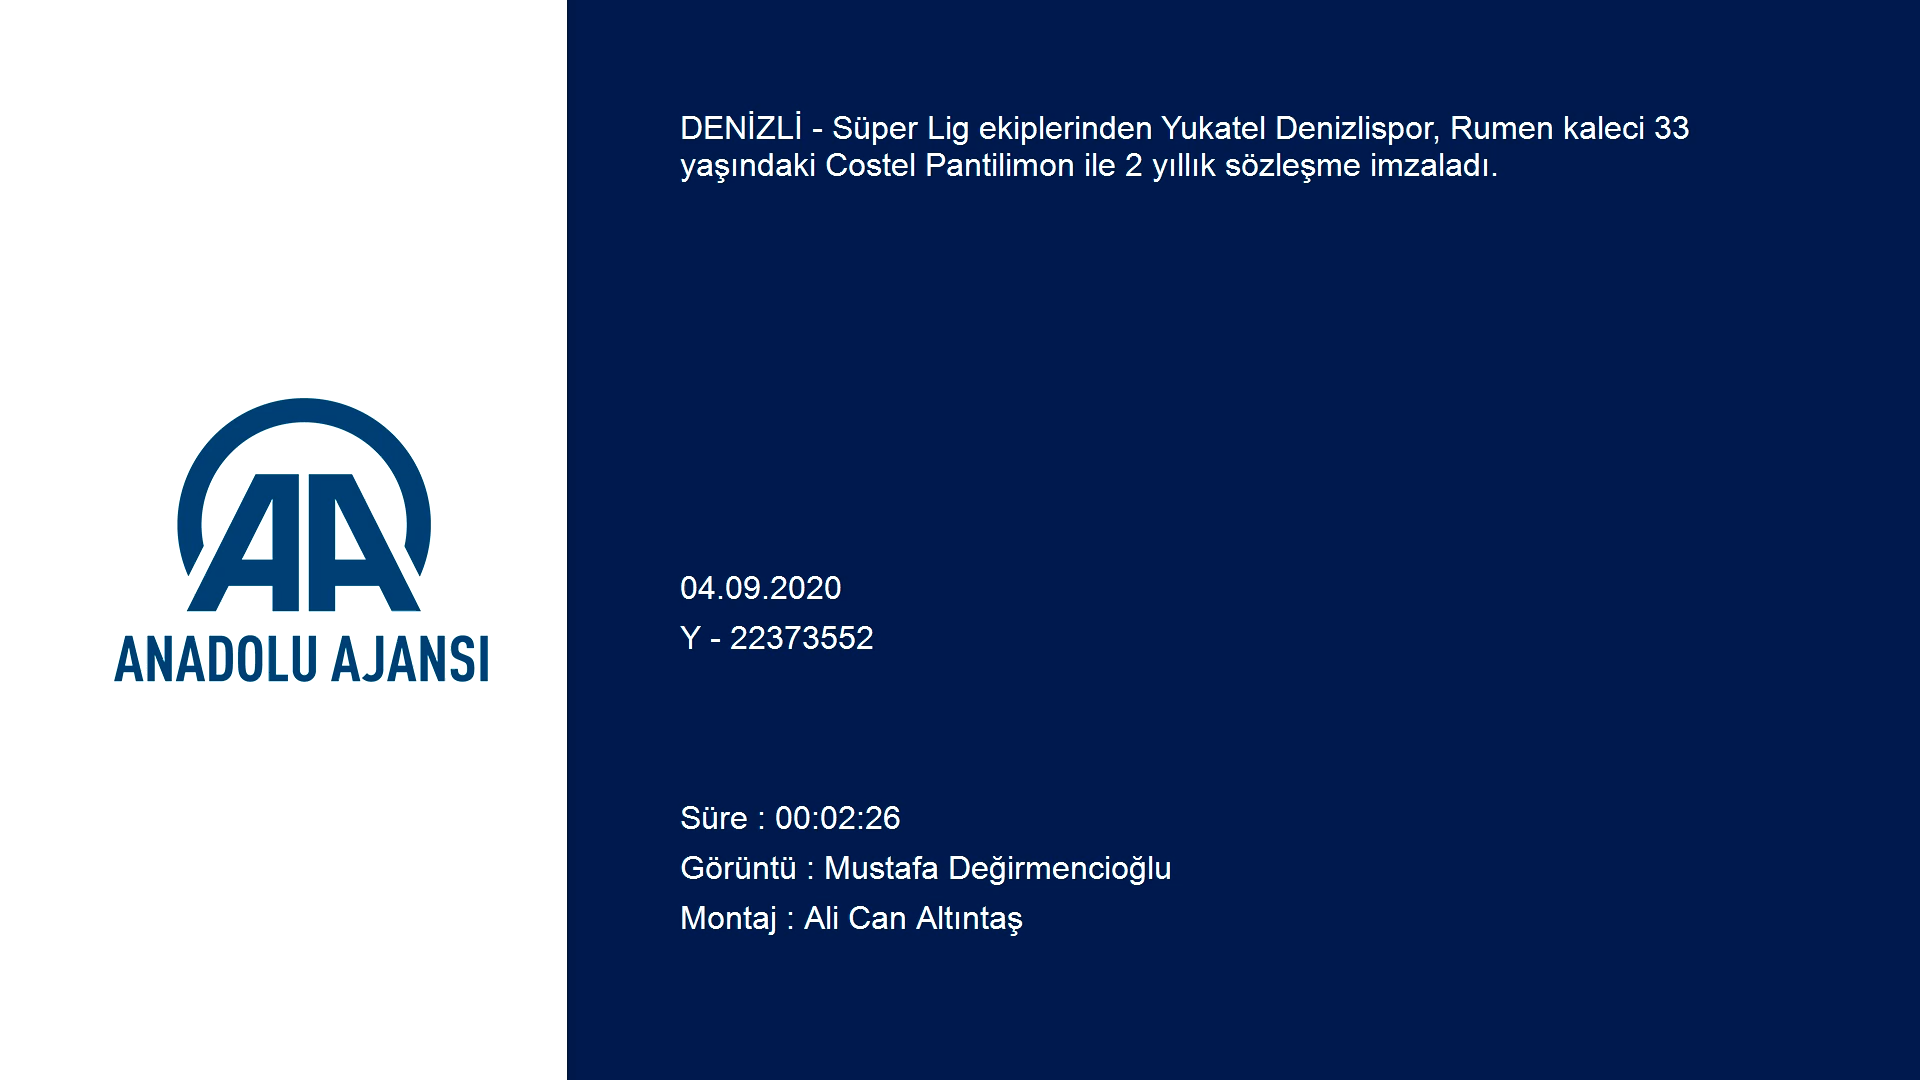 DENİZLİ - Süper Lig ekiplerinden Yukatel Denizlispor, Rumen kaleci 33
yaşındaki Costel Pantilimon ile 2 yıllık sözleşme imzaladı.
AA
ANADOLU AJANSI
04.09.2020
Y - 22373552
Süre : 00:02:26
Görüntü : Mustafa Değirmencioğlu
Montaj : Ali Can Altıntaş